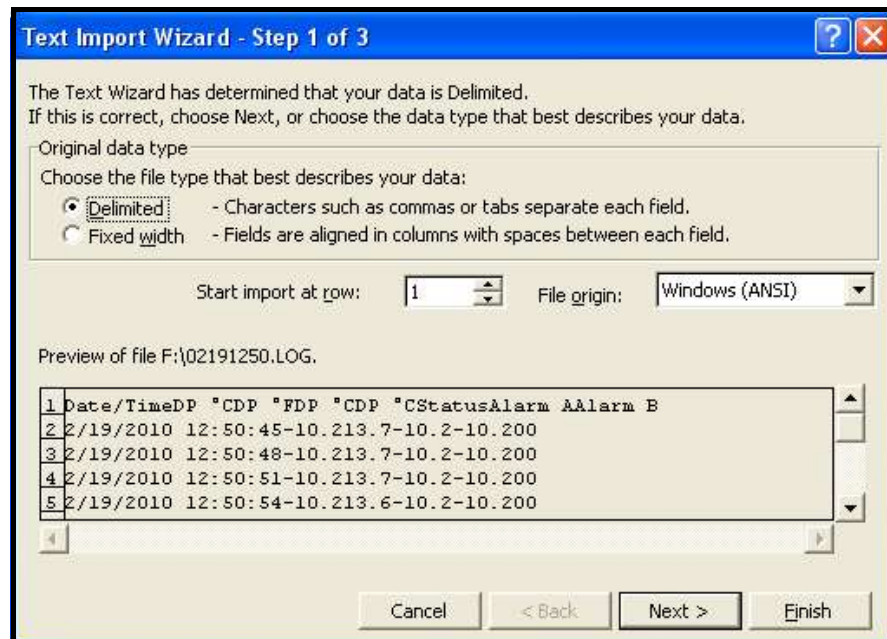 Text Import Wizard - Step 1 of 3
The Text Wizard has determined that your data is Delimited.
If this is correct, choose Next, or choose the data type that best describes your data.
Original data type
Choose the file type that best describes your data:
Delimited - Characters such as commas or tabs separate each field.
Fixed width - Fields are aligned in columns with spaces between each field.
Start import at row: 1 File origin: Windows (ANSI)
Preview of file F:\02191250.LOG.
1 Date/TimeDP °CDP °FDP °CDP °CStatusAlarm AAlarm B
2 2/19/2010 12:50:45-10.213.7-10.2-10.200
3 2/19/2010 12:50:48-10.213.7-10.2-10.200
4 2/19/2010 12:50:51-10.213.7-10.2-10.200
5 2/19/2010 12:50:54-10.213.6-10.2-10.200
Cancel < Back Next > Finish